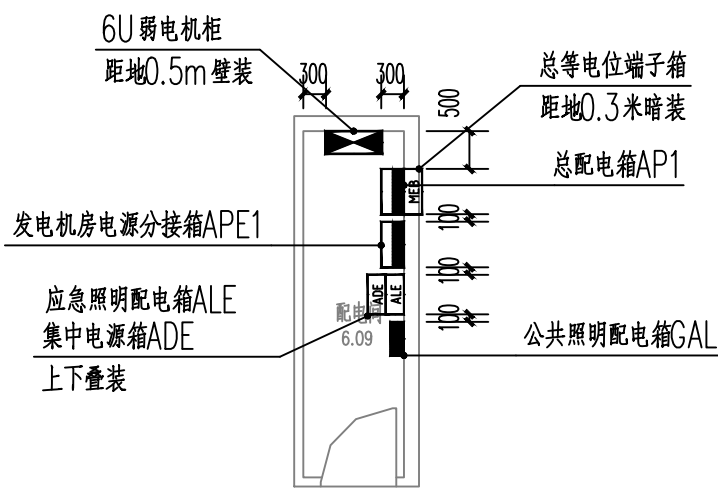 6U弱电机柜
距地0.5m壁装
300
300
总等电位端子箱
距地0.3米暗装
500
总配电箱AP1
MEB
100
发电机房电源分接箱APE1
100
应急照明配电箱ALE
集中电源箱ADE
上下叠装
ADE
ALE
配电间
6.09
100
公共照明配电箱GAL